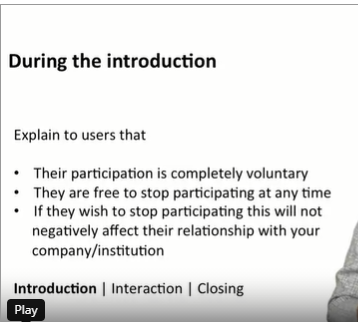 During the introduction
Explain to users that
• Their participation is completely voluntary
• They are free to stop participating at any time
• If they wish to stop participating this will not
negatively affect their relationship with your
company/institution
Introduction | Interaction | Closing
Play